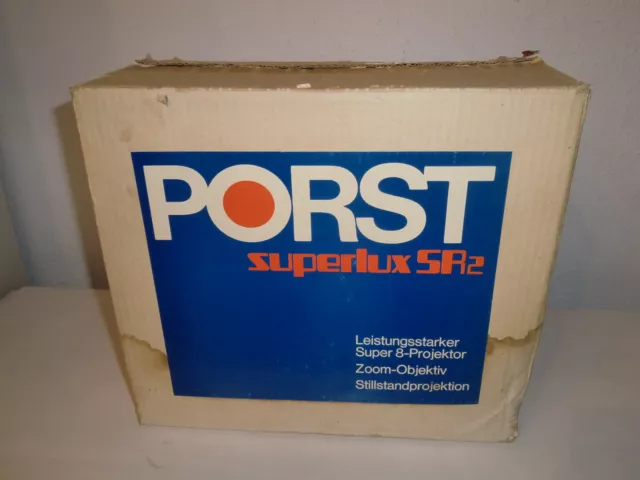 PORST
superlux SR2
Leistungsstarker
Super 8-Projektor
Zoom-Objektiv
Stillstandprojektion